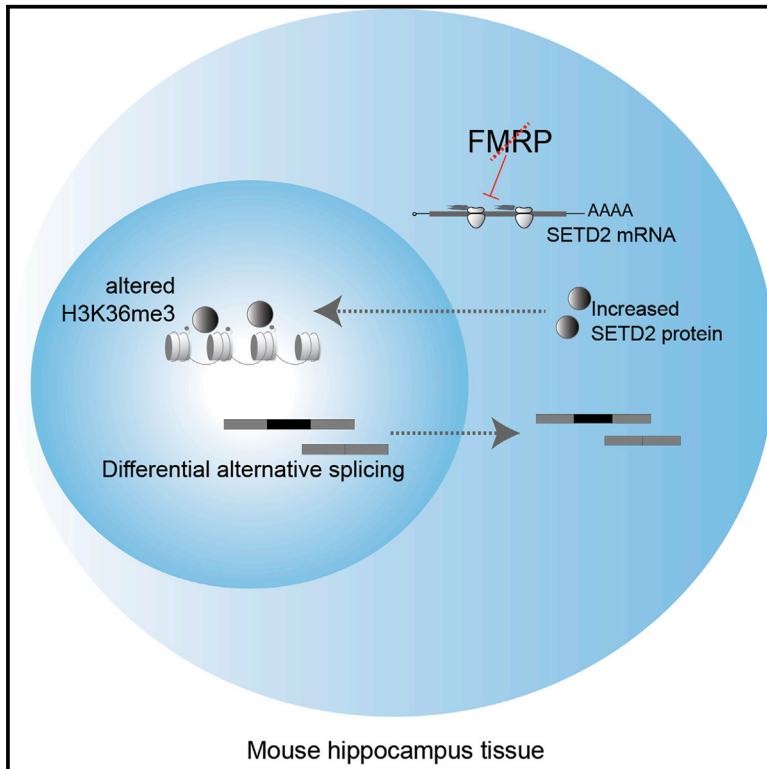 FMRP
AAAA
SETD2 mRNA
altered
H3K36me3
Increased
SETD2 protein
Differential alternative splicing
Mouse hippocampus tissue